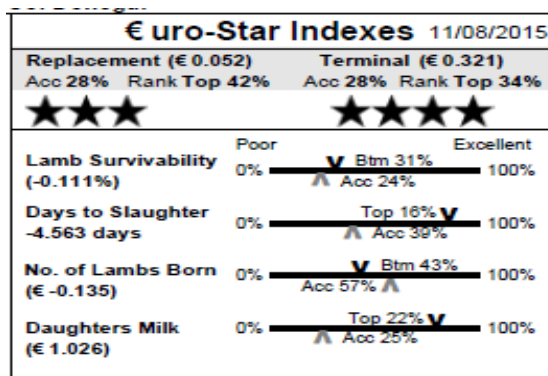 € uro-Star Indexes 11/08/2015
Replacement (€ 0.052) Terminal (€ 0.321)
Acc 28% Rank Top 42% Acc 28% Rank Top 34%
Poor Excellent
Lamb Survivability 0% Btm 31% 100%
(-0.111%) Acc 24%
Days to Slaughter 0% Top 16% 100%
-4.563 days Acc 39%
No. of Lambs Born 0% Btm 43% 100%
(€ -0.135) Acc 57%
Daughters Milk 0% Top 22% 100%
(€ 1.026) Acc 25%